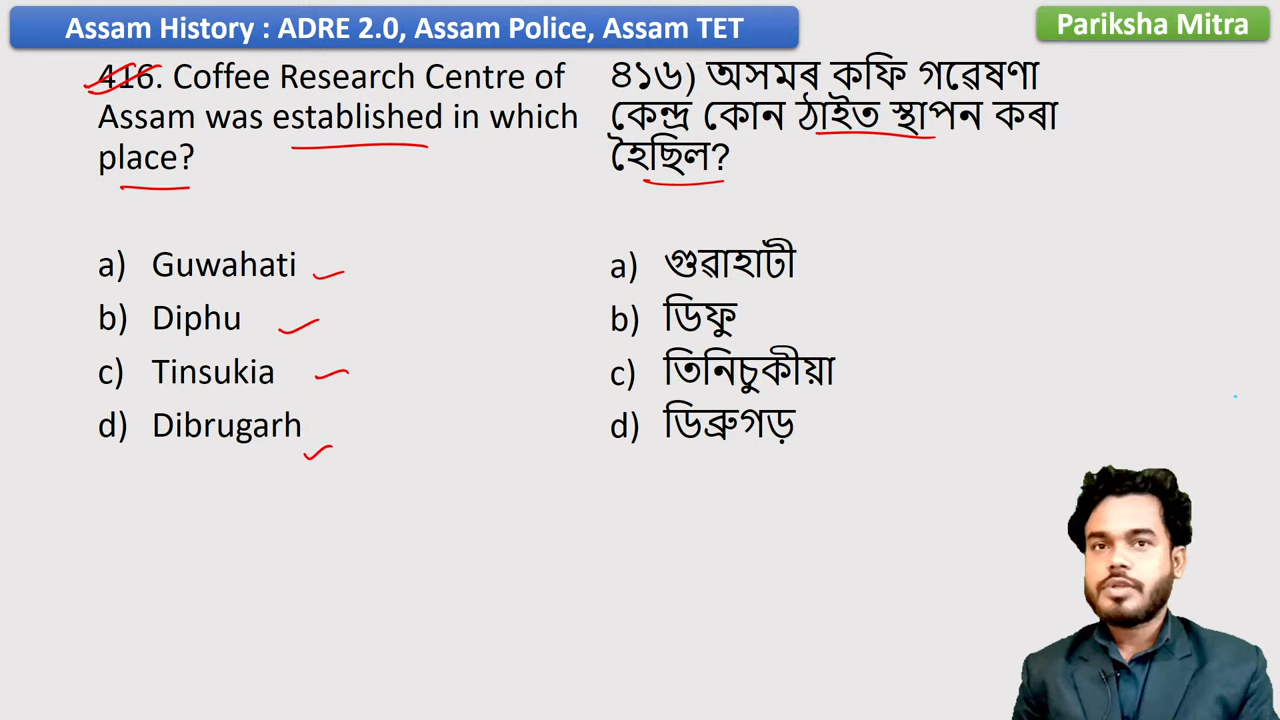 Assam History : ADRE 2.0, Assam Police, Assam TET
Pariksha Mitra
416. Coffee Research Centre of
Assam was established in which
place?
a) Guwahati
b) Diphu
c) Tinsukia
d) Dibrugarh
৪১৬) অসমৰ কফি গৱেষণা
কেন্দ্ৰ কোন ঠাইত স্থাপন কৰা
হৈছিল?
a) গুৱাহাটী
b) ডিফু
c) তিনিচুকীয়া
d) ডিব্ৰুগড়